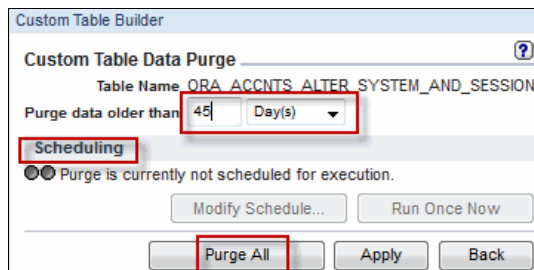 Custom Table Builder
Custom Table Data Purge
?
Table Name ORA_ACCNTS_ALTER_SYSTEM_AND_SESSION
Purge data older than 45 Day(s)
Scheduling
Purge is currently not scheduled for execution.
Modify Schedule... Run Once Now
Purge All Apply Back